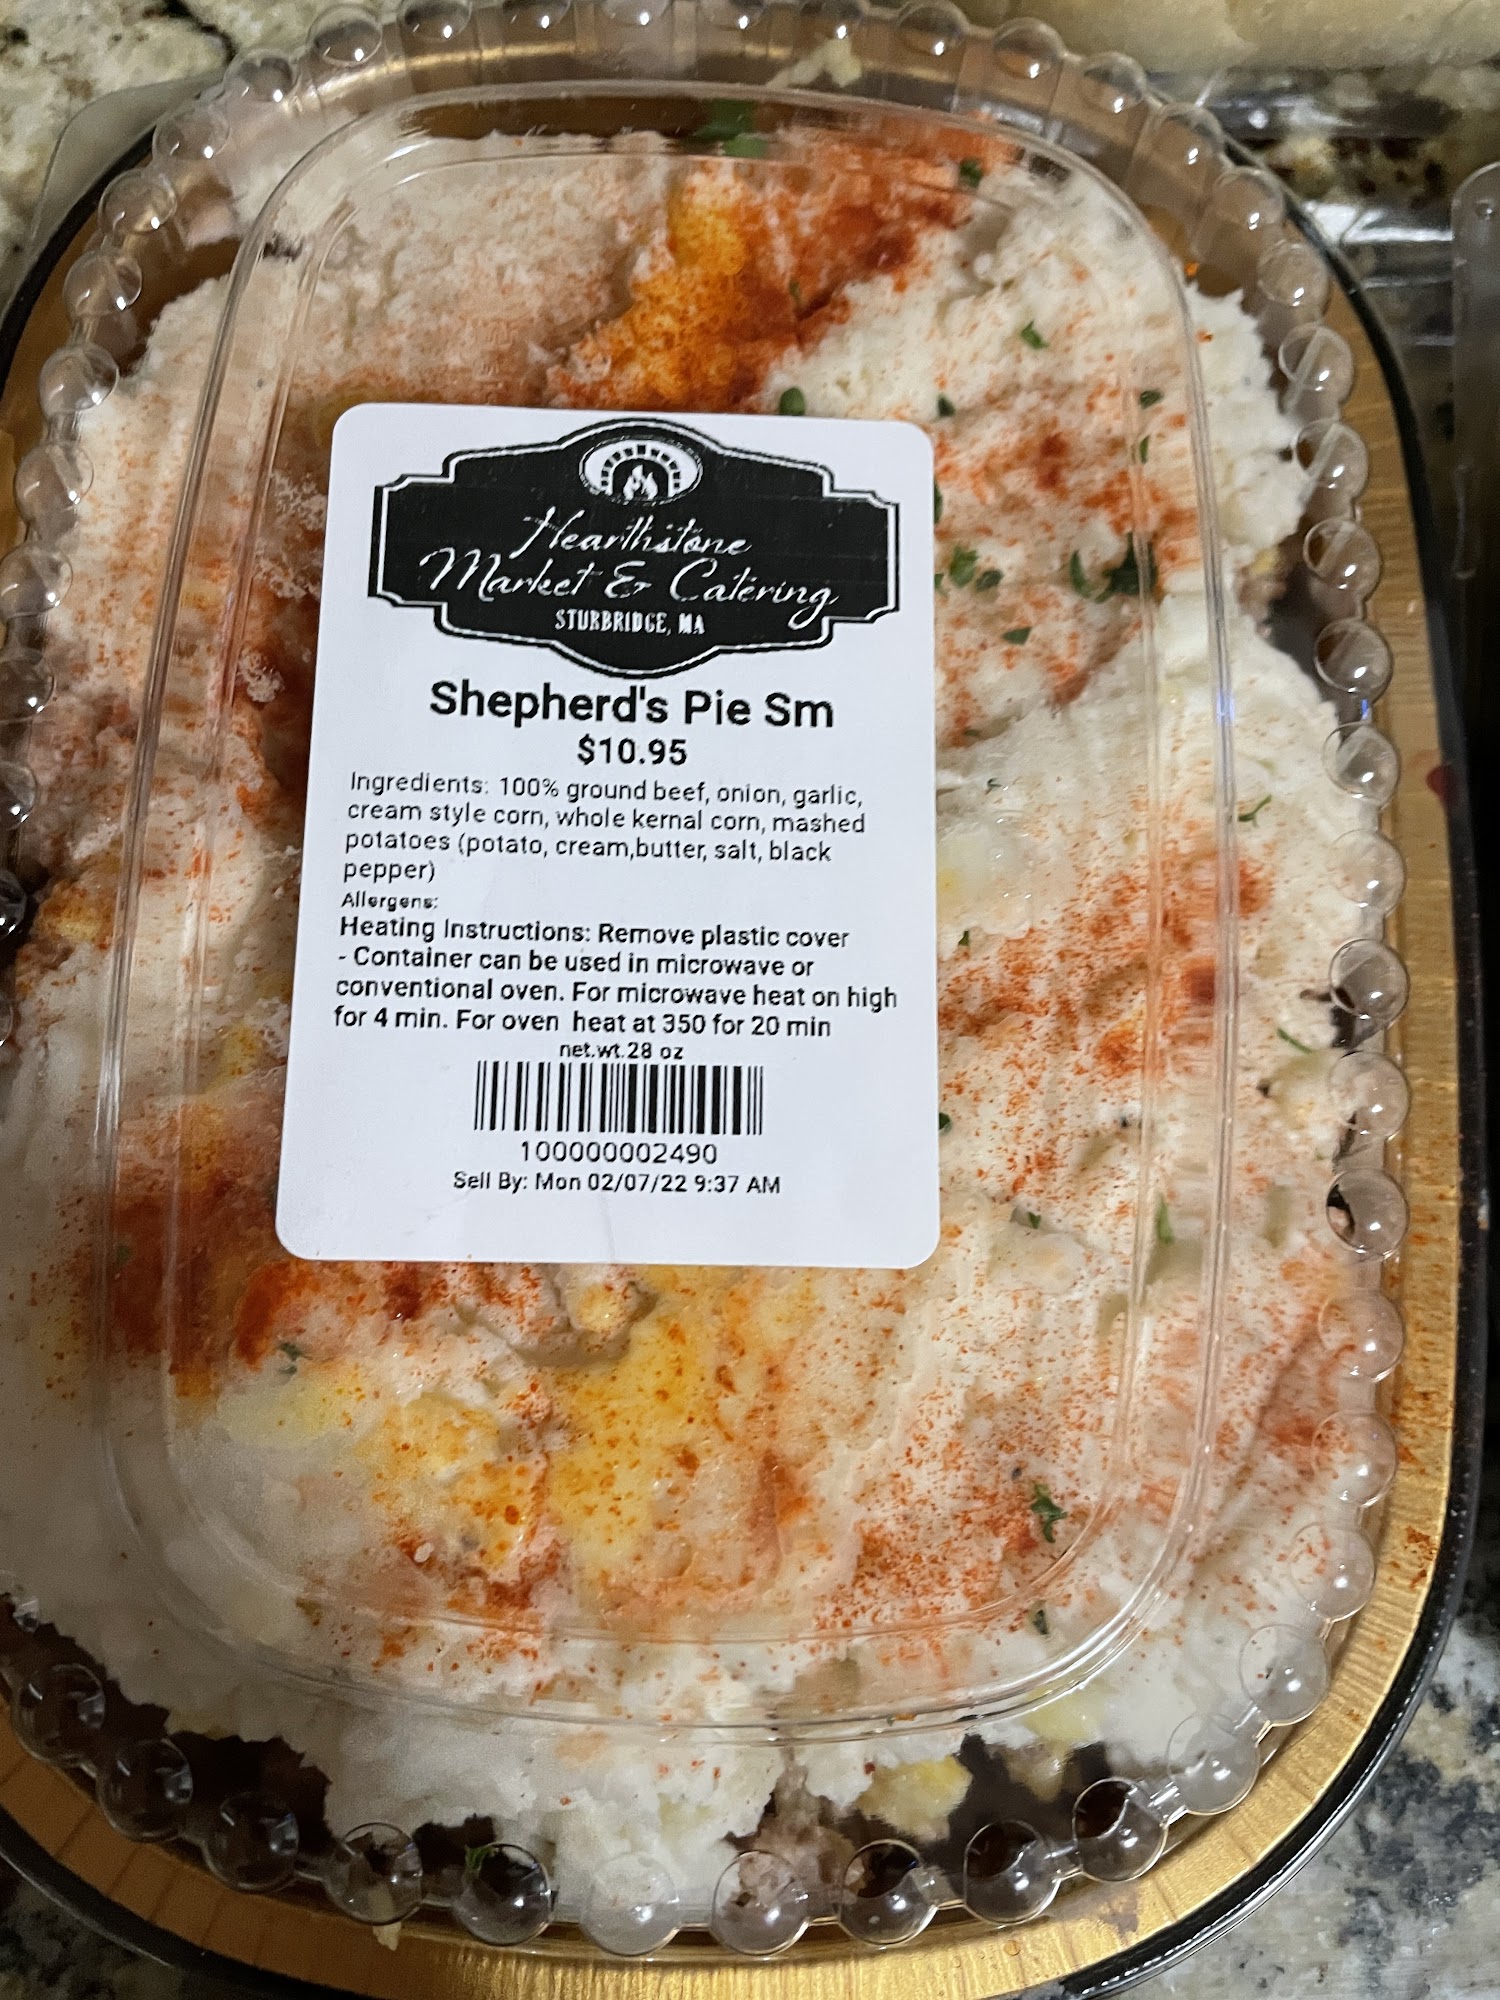 Hearthstone
Market & Catering
STURBRIDGE, MA
Shepherd's Pie Sm
$10.95
Ingredients: 100% ground beef, onion, garlic,
cream style corn, whole kernal corn, mashed
potatoes (potato, cream,butter, salt, black
pepper)
Allergens:
Heating Instructions: Remove plastic cover
- Container can be used in microwave or
conventional oven. For microwave heat on high
for 4 min. For oven heat at 350 for 20 min
net.wt.28 oz
100000002490
Sell By: Mon 02/07/22 9:37 AM